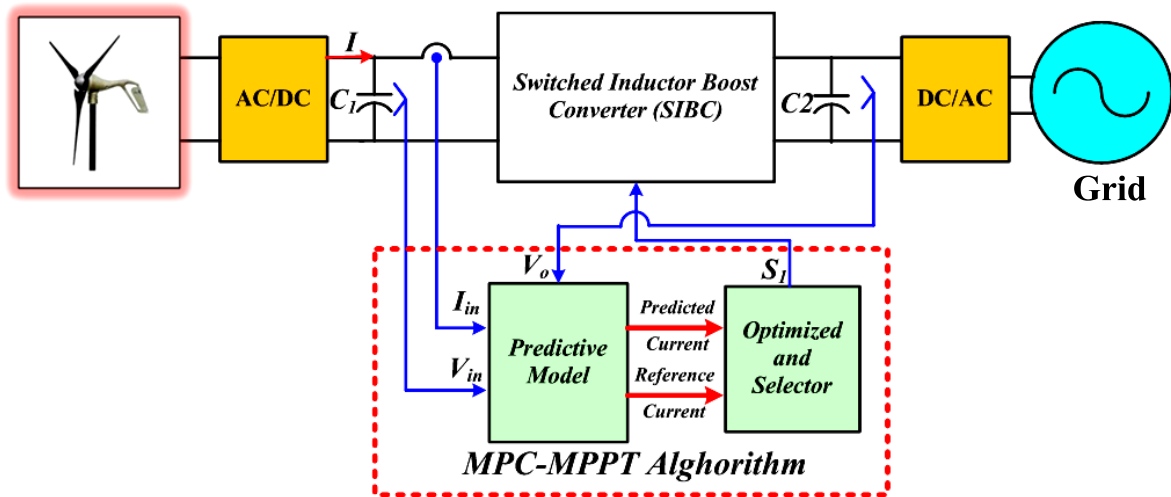 I
AC/DC
C1
Switched Inductor Boost
Converter (SIBC)
C2
DC/AC
Grid
Vo
S1
Iin
Vin
Predictive
Model
Predicted
Current
Reference
Current
Optimized
and
Selector
MPC-MPPT Alghorithm